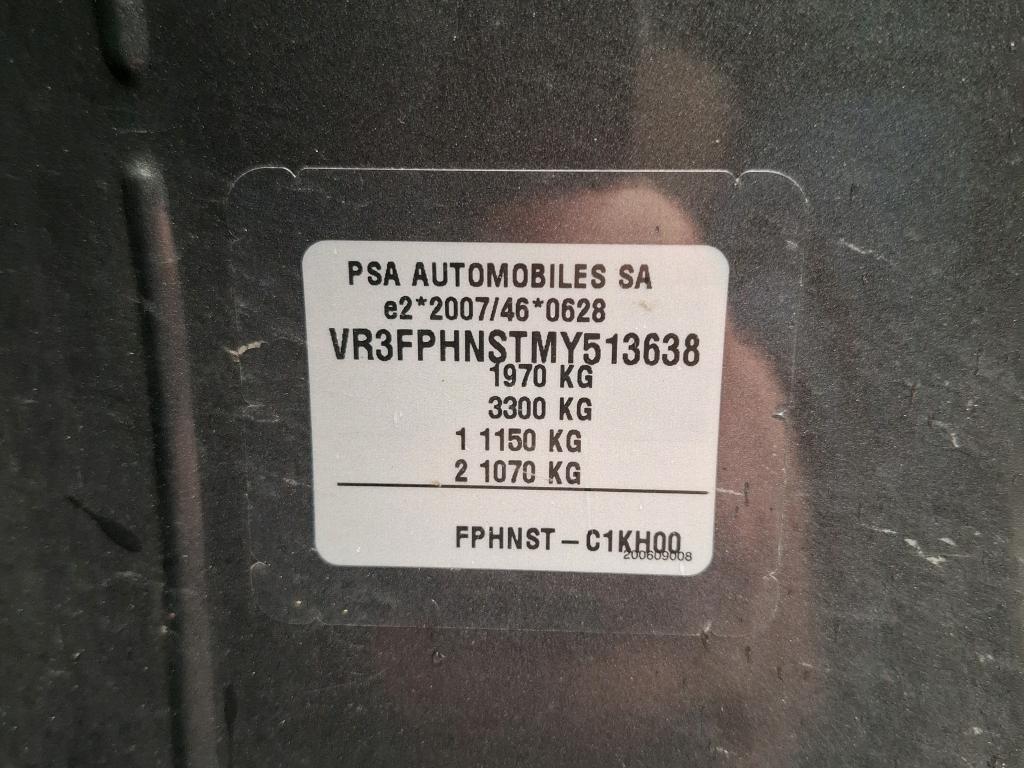 PSA AUTOMOBILES SA
e2*2007/46*0628
VR3FPHNSTMY513638
1970 KG
3300 KG
1 1150 KG
2 1070 KG
FPHNST – C1KH00
200609008